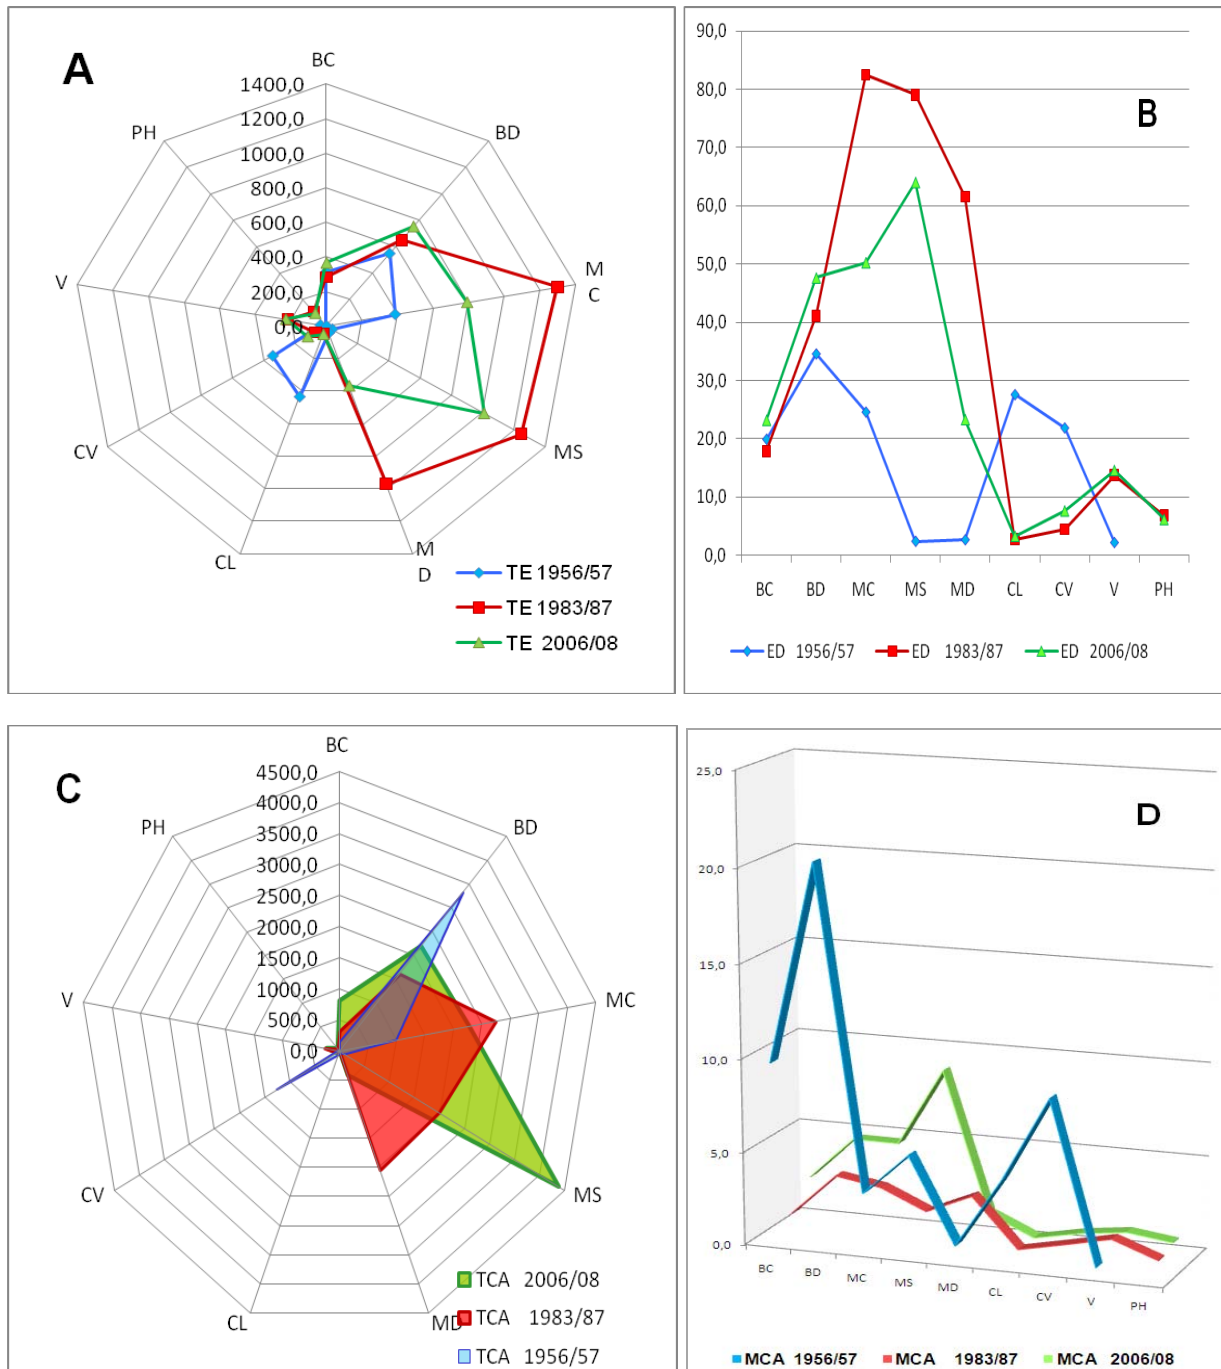 A
BC
1400,0
1200,0
1000,0
800,0
600,0
400,0
200,0
0,0
BD
M
C
MS
M
D
CL
CV
V
PH
TE 1956/57
TE 1983/87
TE 2006/08
B
90,0
80,0
70,0
60,0
50,0
40,0
30,0
20,0
10,0
0,0
BC BD MC MS MD CL CV V PH
ED 1956/57 ED 1983/87 ED 2006/08
C
BC
4500,0
4000,0
3500,0
3000,0
2500,0
2000,0
1500,0
1000,0
500,0
0,0
BD
MC
MS
MD
CL
CV
V
PH
TCA 2006/08
TCA 1983/87
TCA 1956/57
D
25,0
20,0
15,0
10,0
5,0
0,0
BC BD MC MS MD CL CV V PH
MCA 1956/57 MCA 1983/87 MCA 2006/08